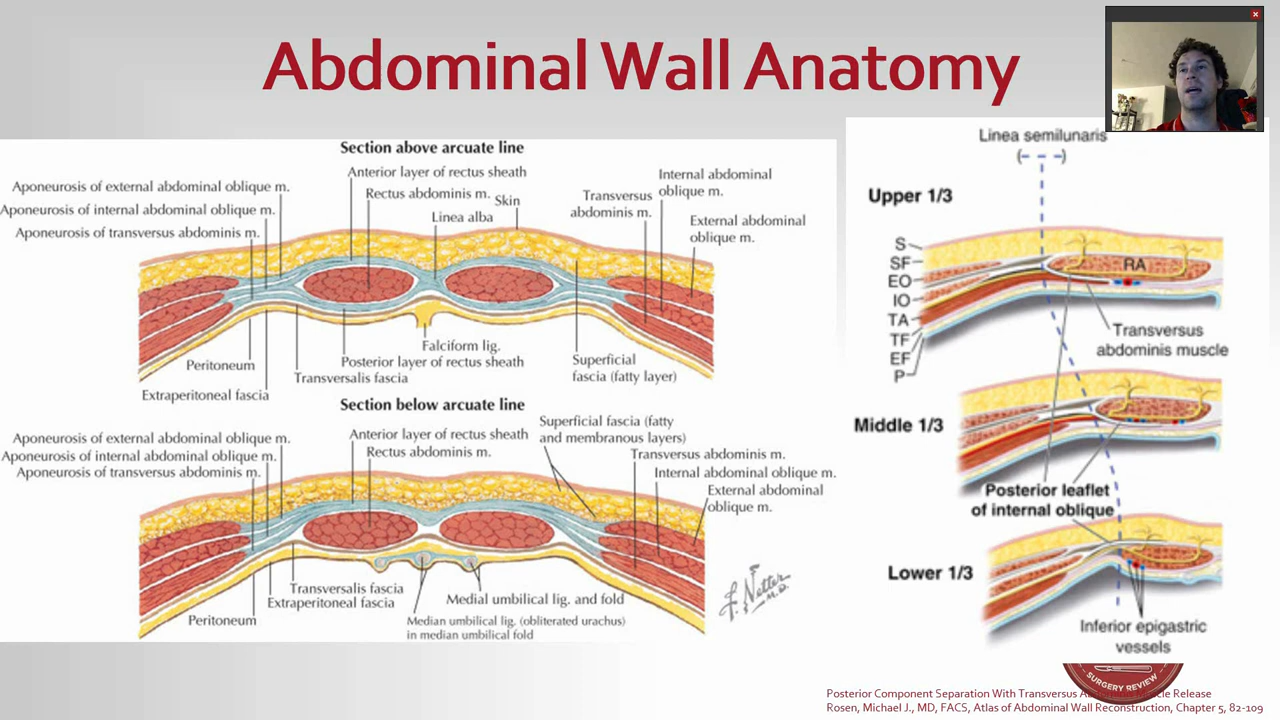 Abdominal Wall Anatomy
Section above arcuate line
Anterior layer of rectus sheath
Rectus abdominis m.
Skin
Linea alba
Aponeurosis of external abdominal oblique m.
Aponeurosis of internal abdominal oblique m.
Aponeurosis of transversus abdominis m.
Internal abdominal
oblique m.
Transversus
abdominis m.
External abdominal
oblique m.
Falciform lig.
Peritoneum
Posterior layer of rectus sheath
Superficial
fascia (fatty layer)
Transversalis fascia
Extraperitoneal fascia
Section below arcuate line
Superficial fascia (fatty
and membranous layers)
Aponeurosis of external abdominal oblique m.
Aponeurosis of internal abdominal oblique m.
Aponeurosis of transversus abdominis m.
Anterior layer of rectus sheath
Rectus abdominis m.
Transversus abdominis m.
Internal abdominal oblique m.
External abdominal
oblique m.
Transversalis fascia
Extraperitoneal fascia
Peritoneum
Medial umbilical lig. and fold
Median umbilical lig. (obliterated urachus)
in median umbilical fold
F. Netter
M.D.
Linea semilunaris
Upper 1/3
S
SF
EO
IO
TA
TF
EF
P
RA
Transversus
abdominis muscle
Middle 1/3
Posterior leaflet
of internal oblique
Lower 1/3
Inferior epigastric
vessels
SURGERY REVIEW
Posterior Component Separation With Transversus Abdominis Muscle Release
Rosen, Michael J., MD, FACS, Atlas of Abdominal Wall Reconstruction, Chapter 5, 82-109